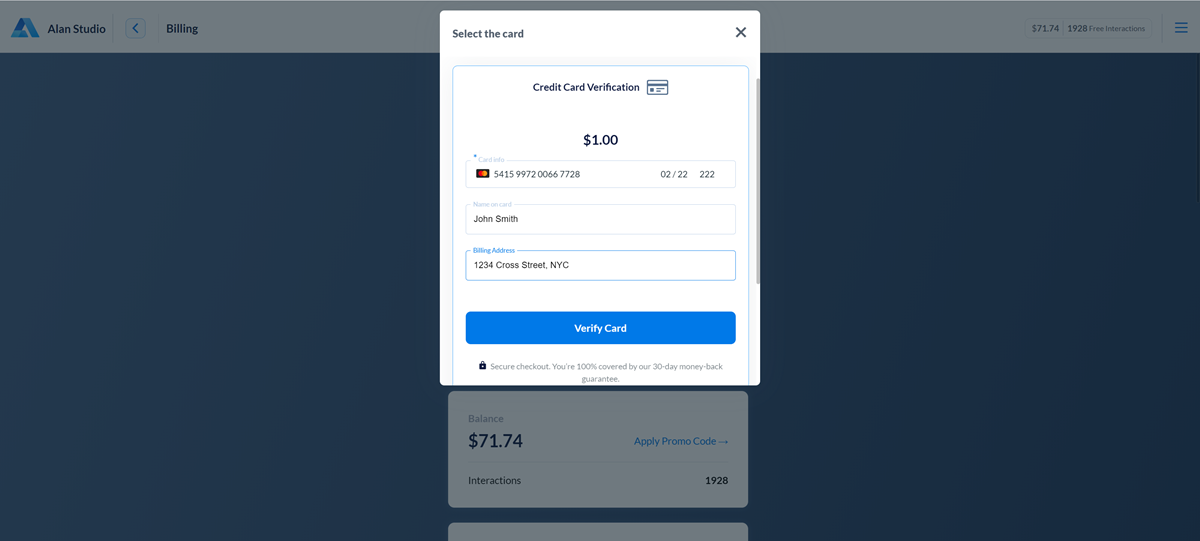 Alan Studio
Billing
$71.74 1928 Free Interactions
Select the card
Credit Card Verification
$1.00
* Card info
5415 9972 0066 7728 02 / 22 222
Name on card
John Smith
Billing Address
1234 Cross Street, NYC
Verify Card
Secure checkout. You're 100% covered by our 30-day money-back
guarantee.
Balance
$71.74 Apply Promo Code →
Interactions 1928